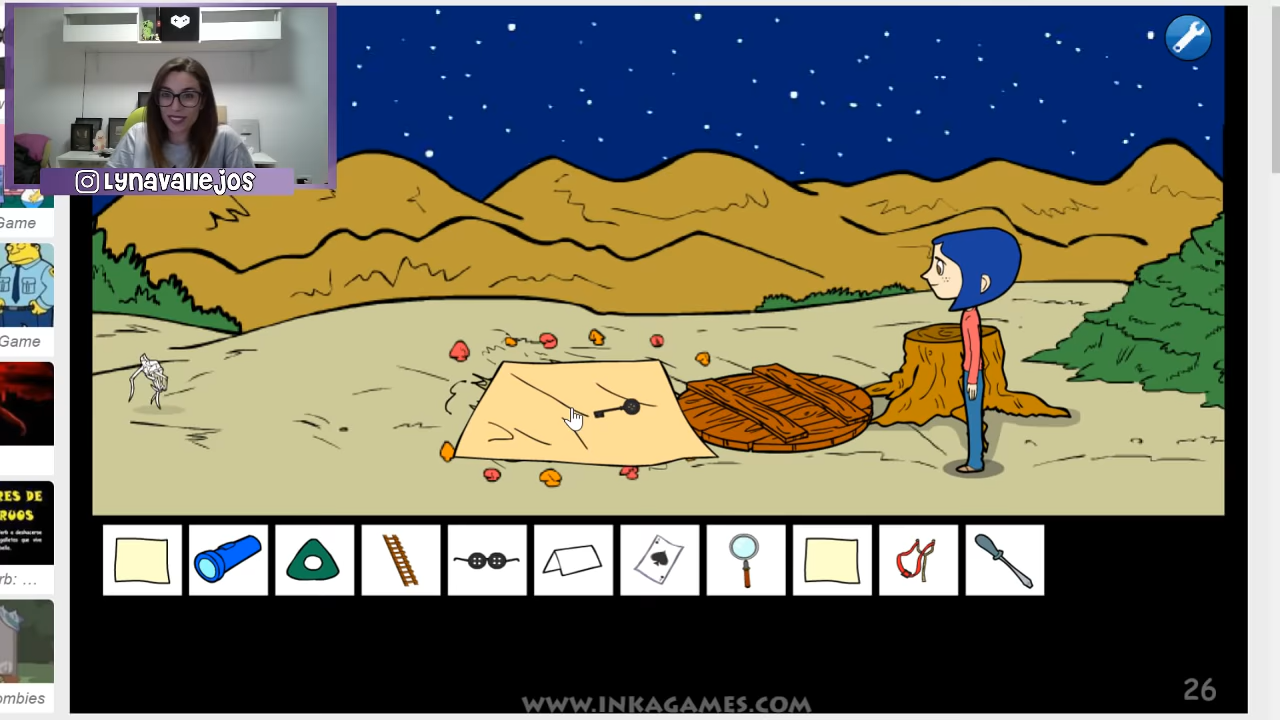 LYNAVALLEJOS
Game
Game
RES DE
RUOS
rb: ...
ombies
26
WWW.INKAGAMES.COM